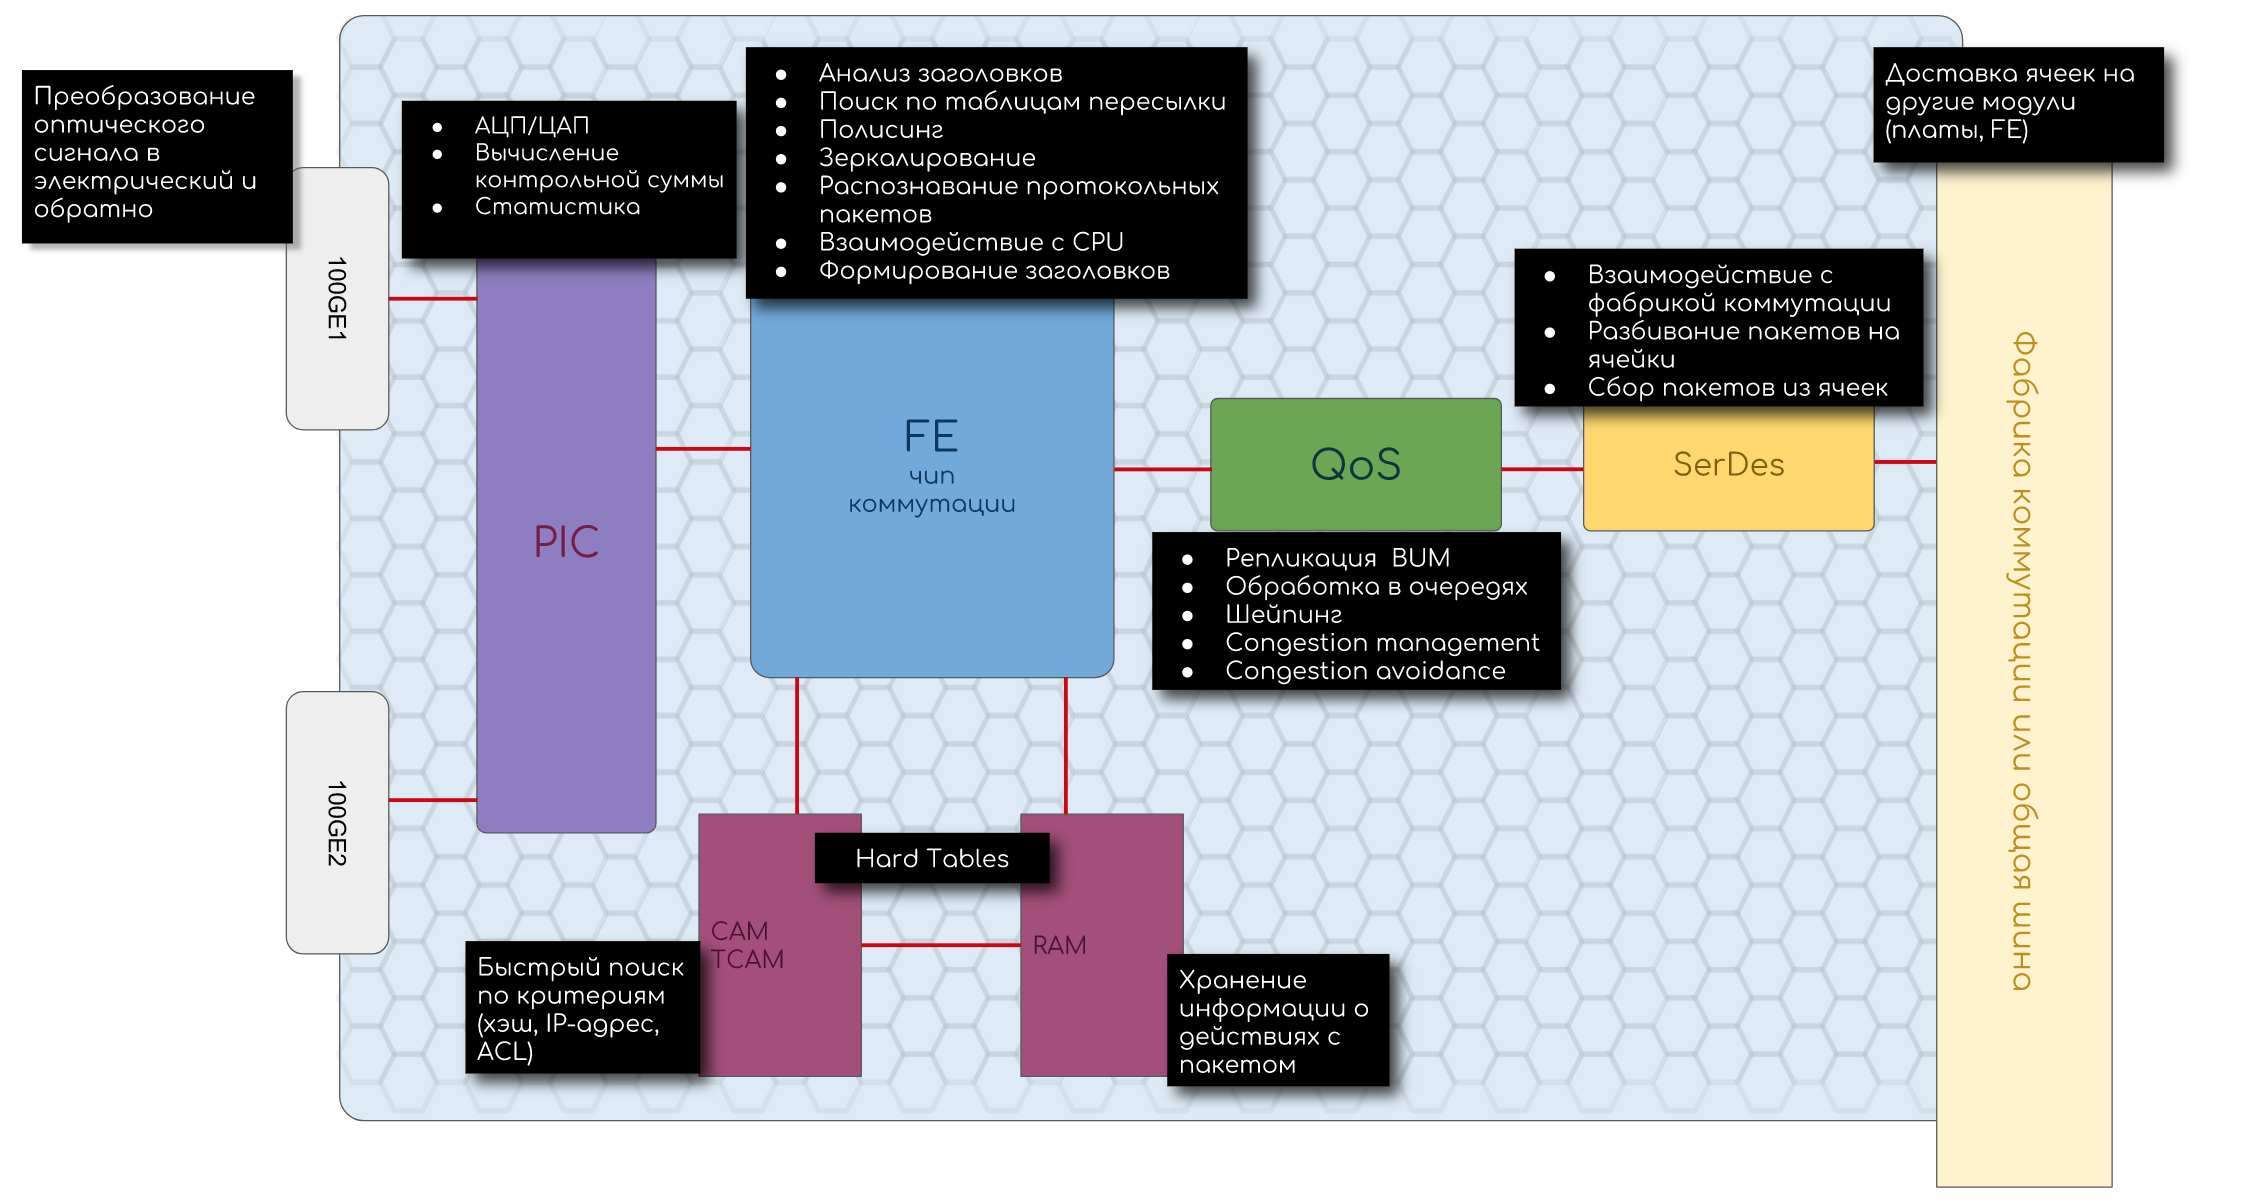 Преобразование
оптического
сигнала в
электрический и
обратно
100GE1
100GE2
● АЦП/ЦАП
● Вычисление
контрольной суммы
● Статистика
PIC
● Анализ заголовков
● Поиск по таблицам пересылки
● Полисинг
● Зеркалирование
● Распознавание протокольных
пакетов
● Взаимодействие с CPU
● Формирование заголовков
FE
чип
коммутации
Hard Tables
CAM
TCAM
RAM
Быстрый поиск
по критериям
(хэш, IP-адрес,
ACL)
Хранение
информации о
действиях с
пакетом
QoS
● Репликация BUM
● Обработка в очередях
● Шейпинг
● Congestion management
● Congestion avoidance
● Взаимодействие с
фабрикой коммутации
● Разбивание пакетов на
ячейки
● Сбор пакетов из ячеек
SerDes
Доставка ячеек на
другие модули
(платы, FE)
Фабрика коммутации или общая шина